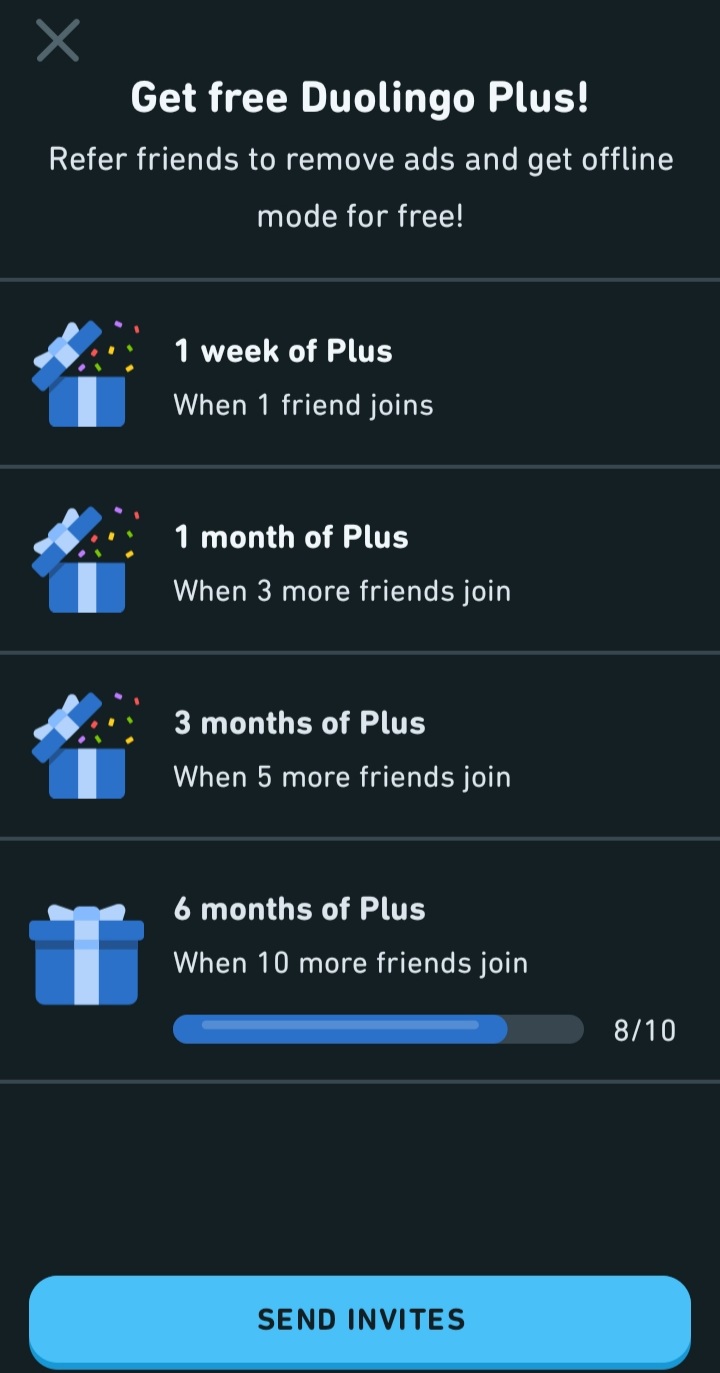 Get free Duolingo Plus!
Refer friends to remove ads and get offline
mode for free!
1 week of Plus
When 1 friend joins
1 month of Plus
When 3 more friends join
3 months of Plus
When 5 more friends join
6 months of Plus
When 10 more friends join
8/10
SEND INVITES